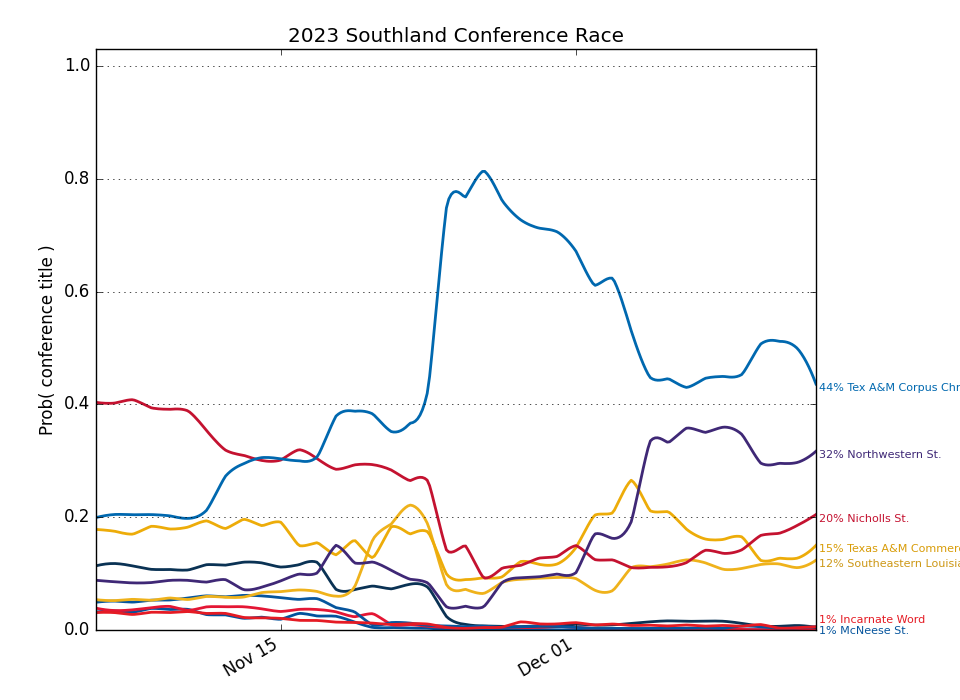 2023 Southland Conference Race
Prob( conference title )
1.0
0.8
0.6
0.4
0.2
0.0
Nov 15
Dec 01
44% Tex A&M Corpus Chr
32% Northwestern St.
20% Nicholls St.
15% Texas A&M Commerc
12% Southeastern Louisia
1% Incarnate Word
1% McNeese St.